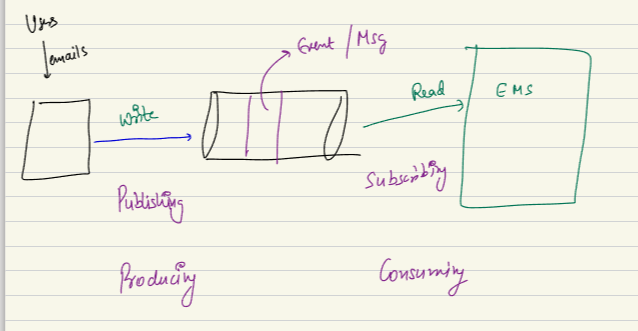 Users
emails
Event / Msg
Write
Read
EMS
Publishing
Subscribing
Producing
Consuming